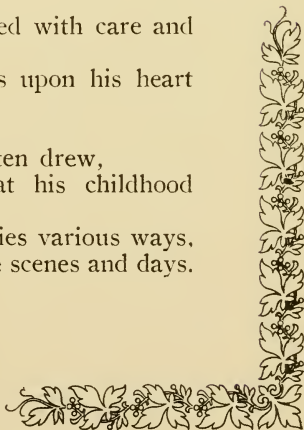 ed with care and
s upon his heart
ten drew,
at his childhood
ies various ways,
e scenes and days.